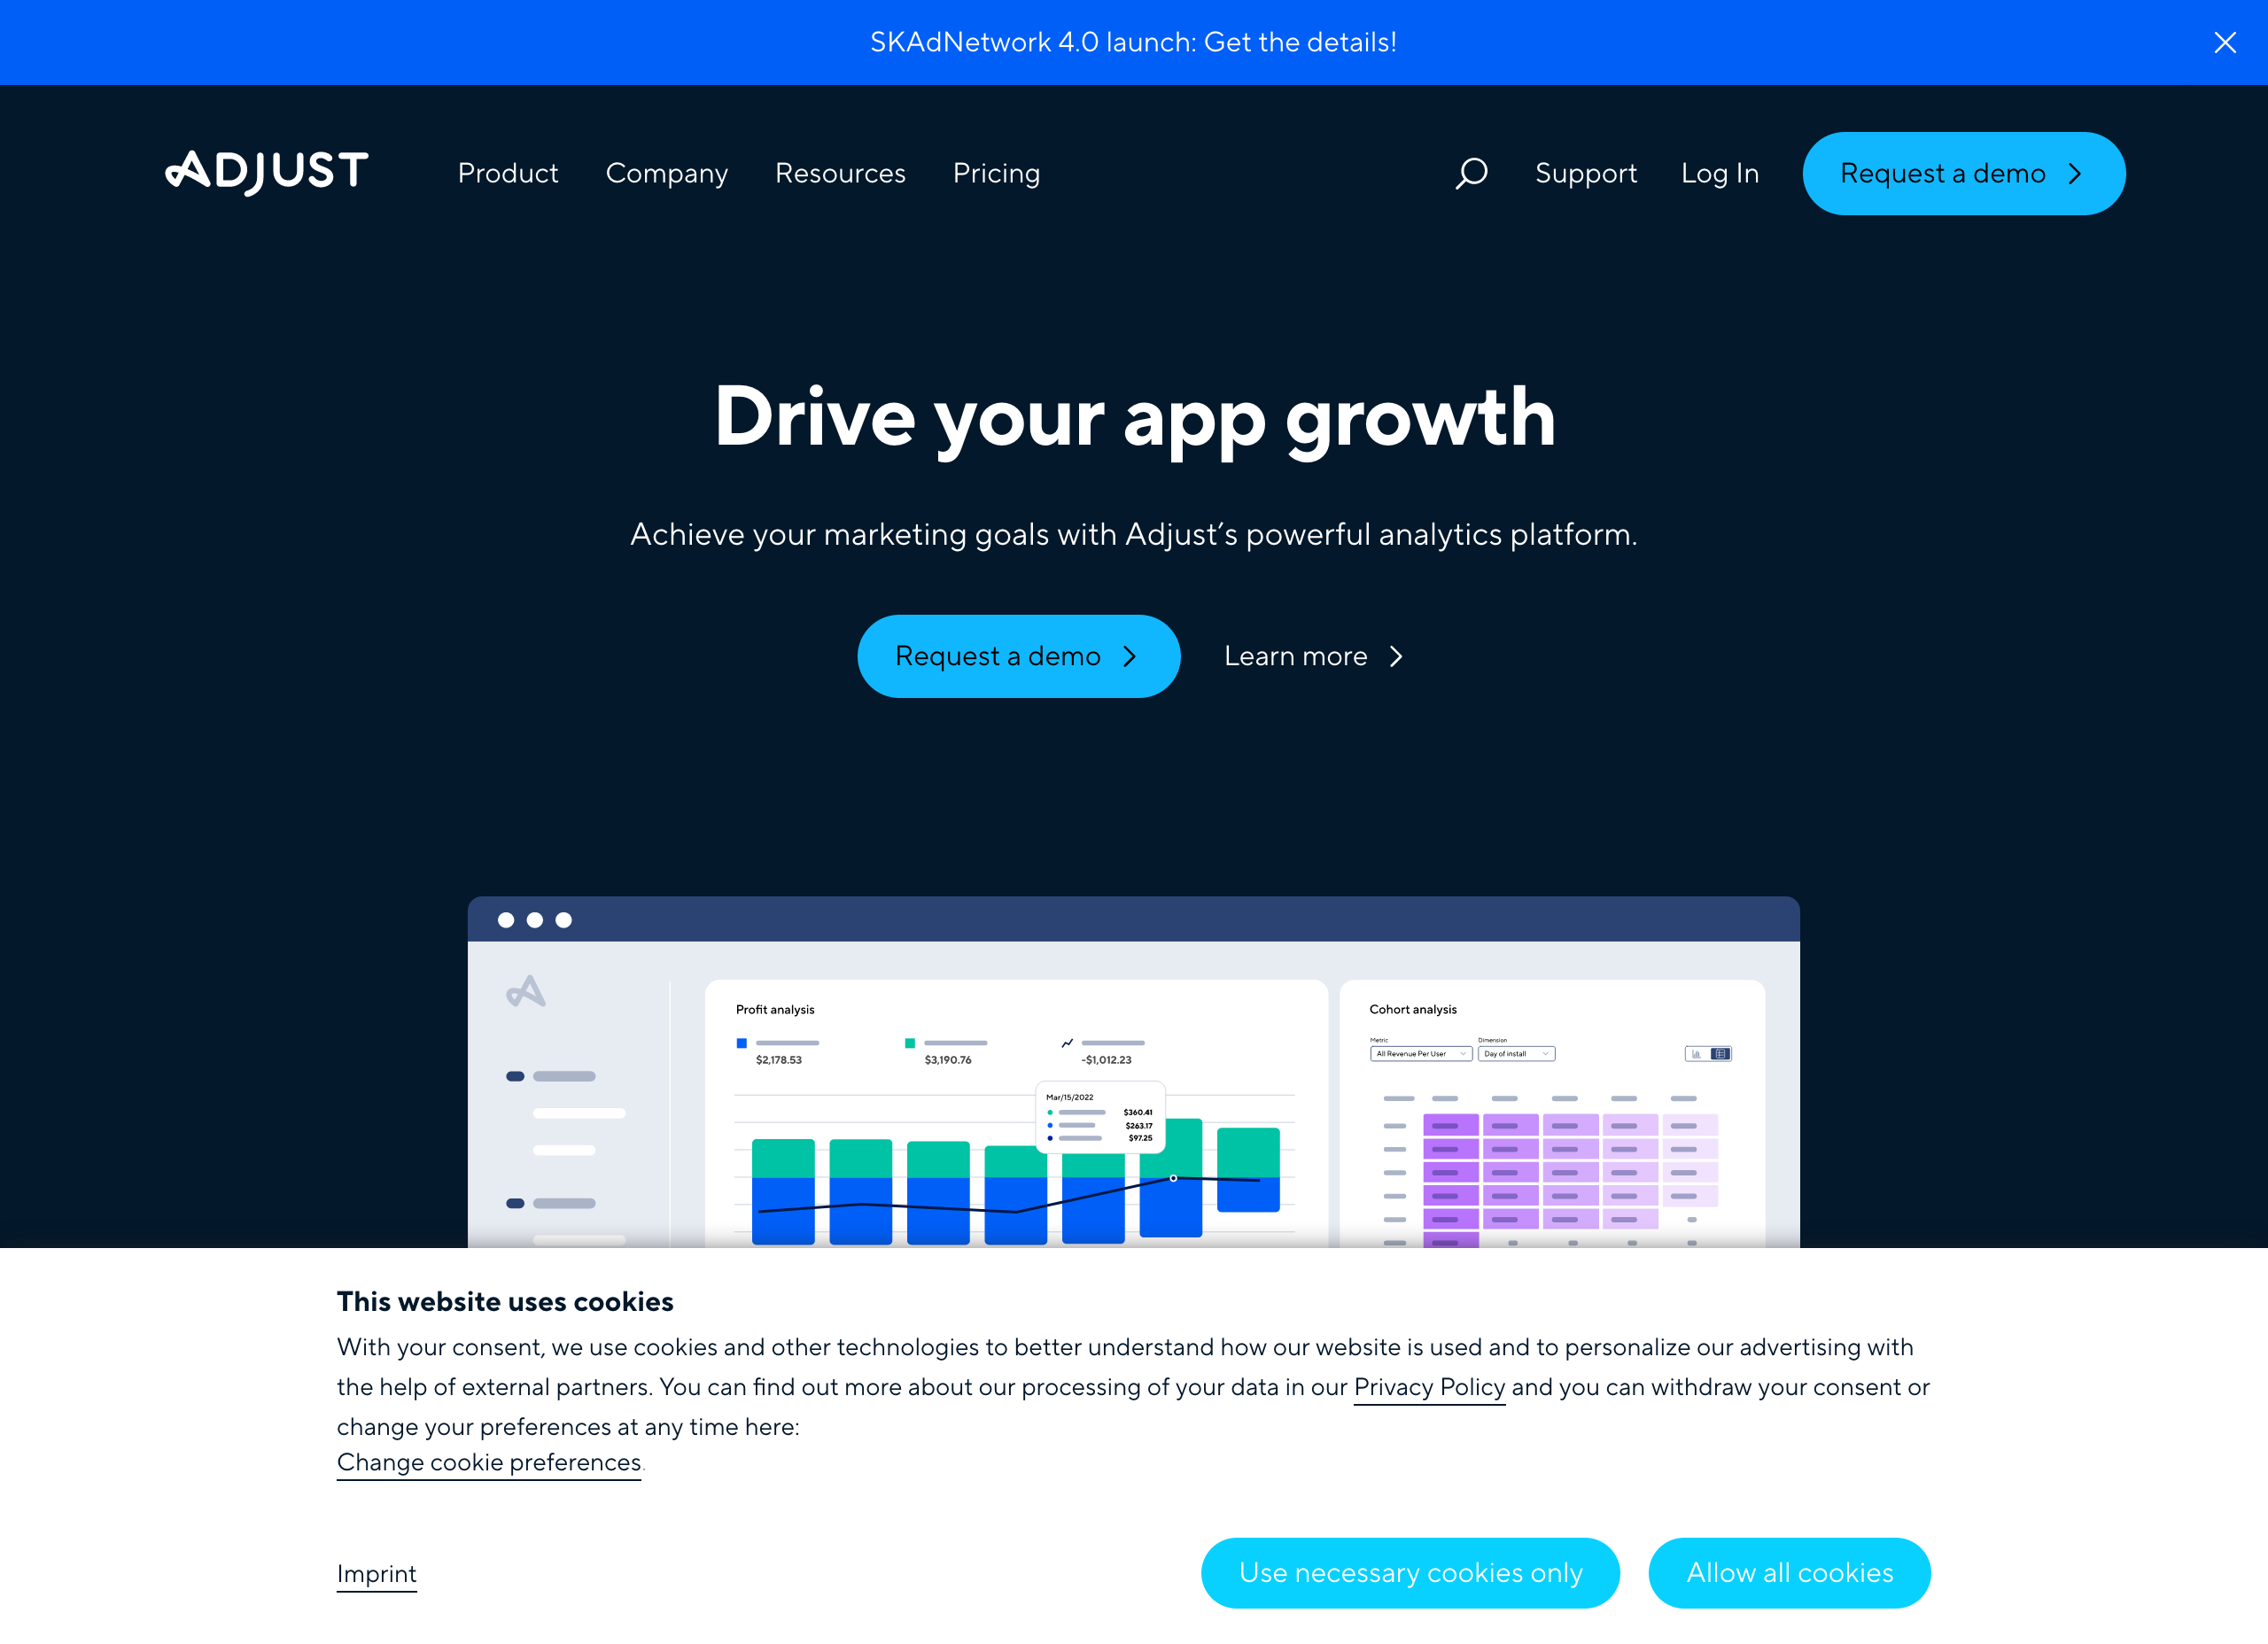 SKAdNetwork 4.0 launch: Get the details!
ADJUST
Product
Company
Resources
Pricing
Support
Log In
Request a demo
Drive your app growth
Achieve your marketing goals with Adjust’s powerful analytics platform.
Request a demo
Learn more
Profit analysis
$2,178.53
$3,190.76
-$1,012.23
Mar/15/2022
$360.41
$263.17
$97.25
Cohort analysis
Metric
Dimension
All Revenue Per User
Day of install
This website uses cookies
With your consent, we use cookies and other technologies to better understand how our website is used and to personalize our advertising with
the help of external partners. You can find out more about our processing of your data in our Privacy Policy and you can withdraw your consent or
change your preferences at any time here:
Change cookie preferences.
Imprint
Use necessary cookies only
Allow all cookies